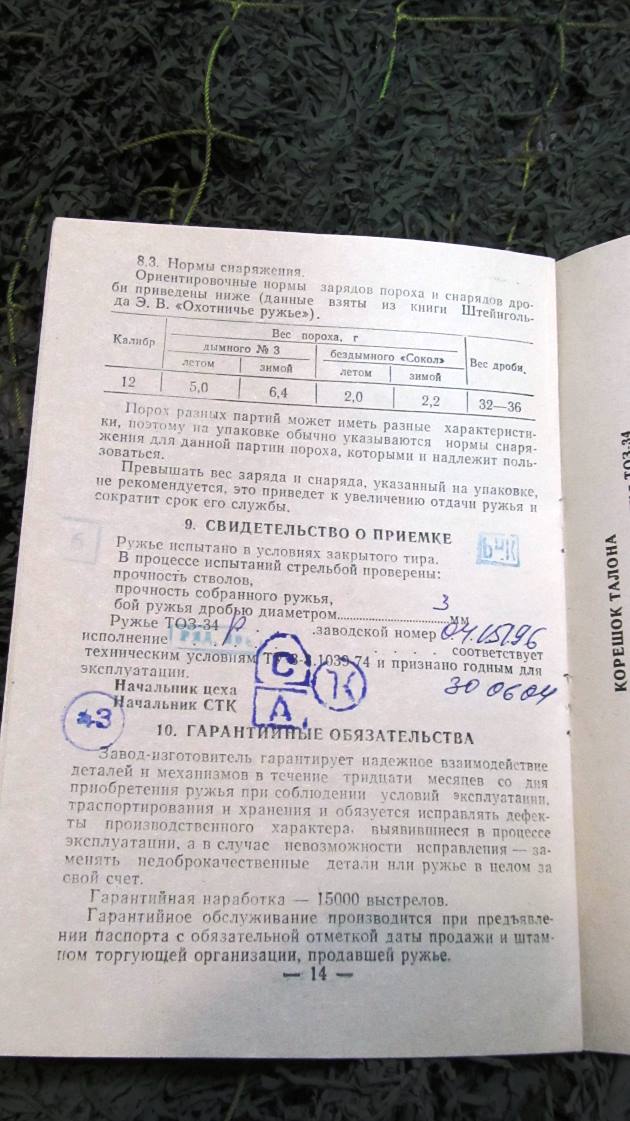 8.3. Нормы снаряжения.
Ориентировочные нормы зарядов пороха и снарядов дро-
би приведены ниже (данные взяты из книги Штейнголь-
да Э. В. «Охотничье ружье»).
Калибр
Вес пороха, г
Вес дроби.
дымного № 3
бездымного «Сокол»
летом
зимой
летом
зимой
12
5,0
6,4
2,0
2,2
32—36
Порох разных партий может иметь разные характеристи-
ки, поэтому на упаковке обычно указываются нормы снаря-
жения для данной партии пороха, которыми и надлежит поль-
зоваться.
Превышать вес заряда и снаряда, указанный на упаковке,
не рекомендуется, это приведет к увеличению отдачи ружья и
сократит срок его службы.
9. СВИДЕТЕЛЬСТВО О ПРИЕМКЕ
Ружье испытано в условиях закрытого тира.
В процессе испытаний стрельбой проверены:
прочность стволов,
прочность собранного ружья,
бой ружья дробью диаметром 3 мм
Ружье ТОЗ-34 Р заводской номер
исполнение соответствует
техническим условиям и признано годным для
эксплуатации.
30 06 04
Начальник цеха
Начальник СТК
С
А
43
10. ГАРАНТИЙНЫЕ ОБЯЗАТЕЛЬСТВА
Завод-изготовитель гарантирует надежное взаимодействие
деталей и механизмов в течение тридцати месяцев со дня
приобретения ружья при соблюдении условий эксплуатации,
траспортирования и хранения и обязуется исправлять дефек-
ты производственного характера, выявившиеся в процессе
эксплуатации, а в случае невозможности исправления — за-
менять недоброкачественные детали или ружье в целом за
свой счет.
Гарантийная наработка — 15000 выстрелов.
Гарантийное обслуживание производится при предъявле-
нии паспорта с обязательной отметкой даты продажи и штам-
пом торгующей организации, продавшей ружье.
— 14 —
КОРЕШОК ТАЛОНА
ТОЗ-34